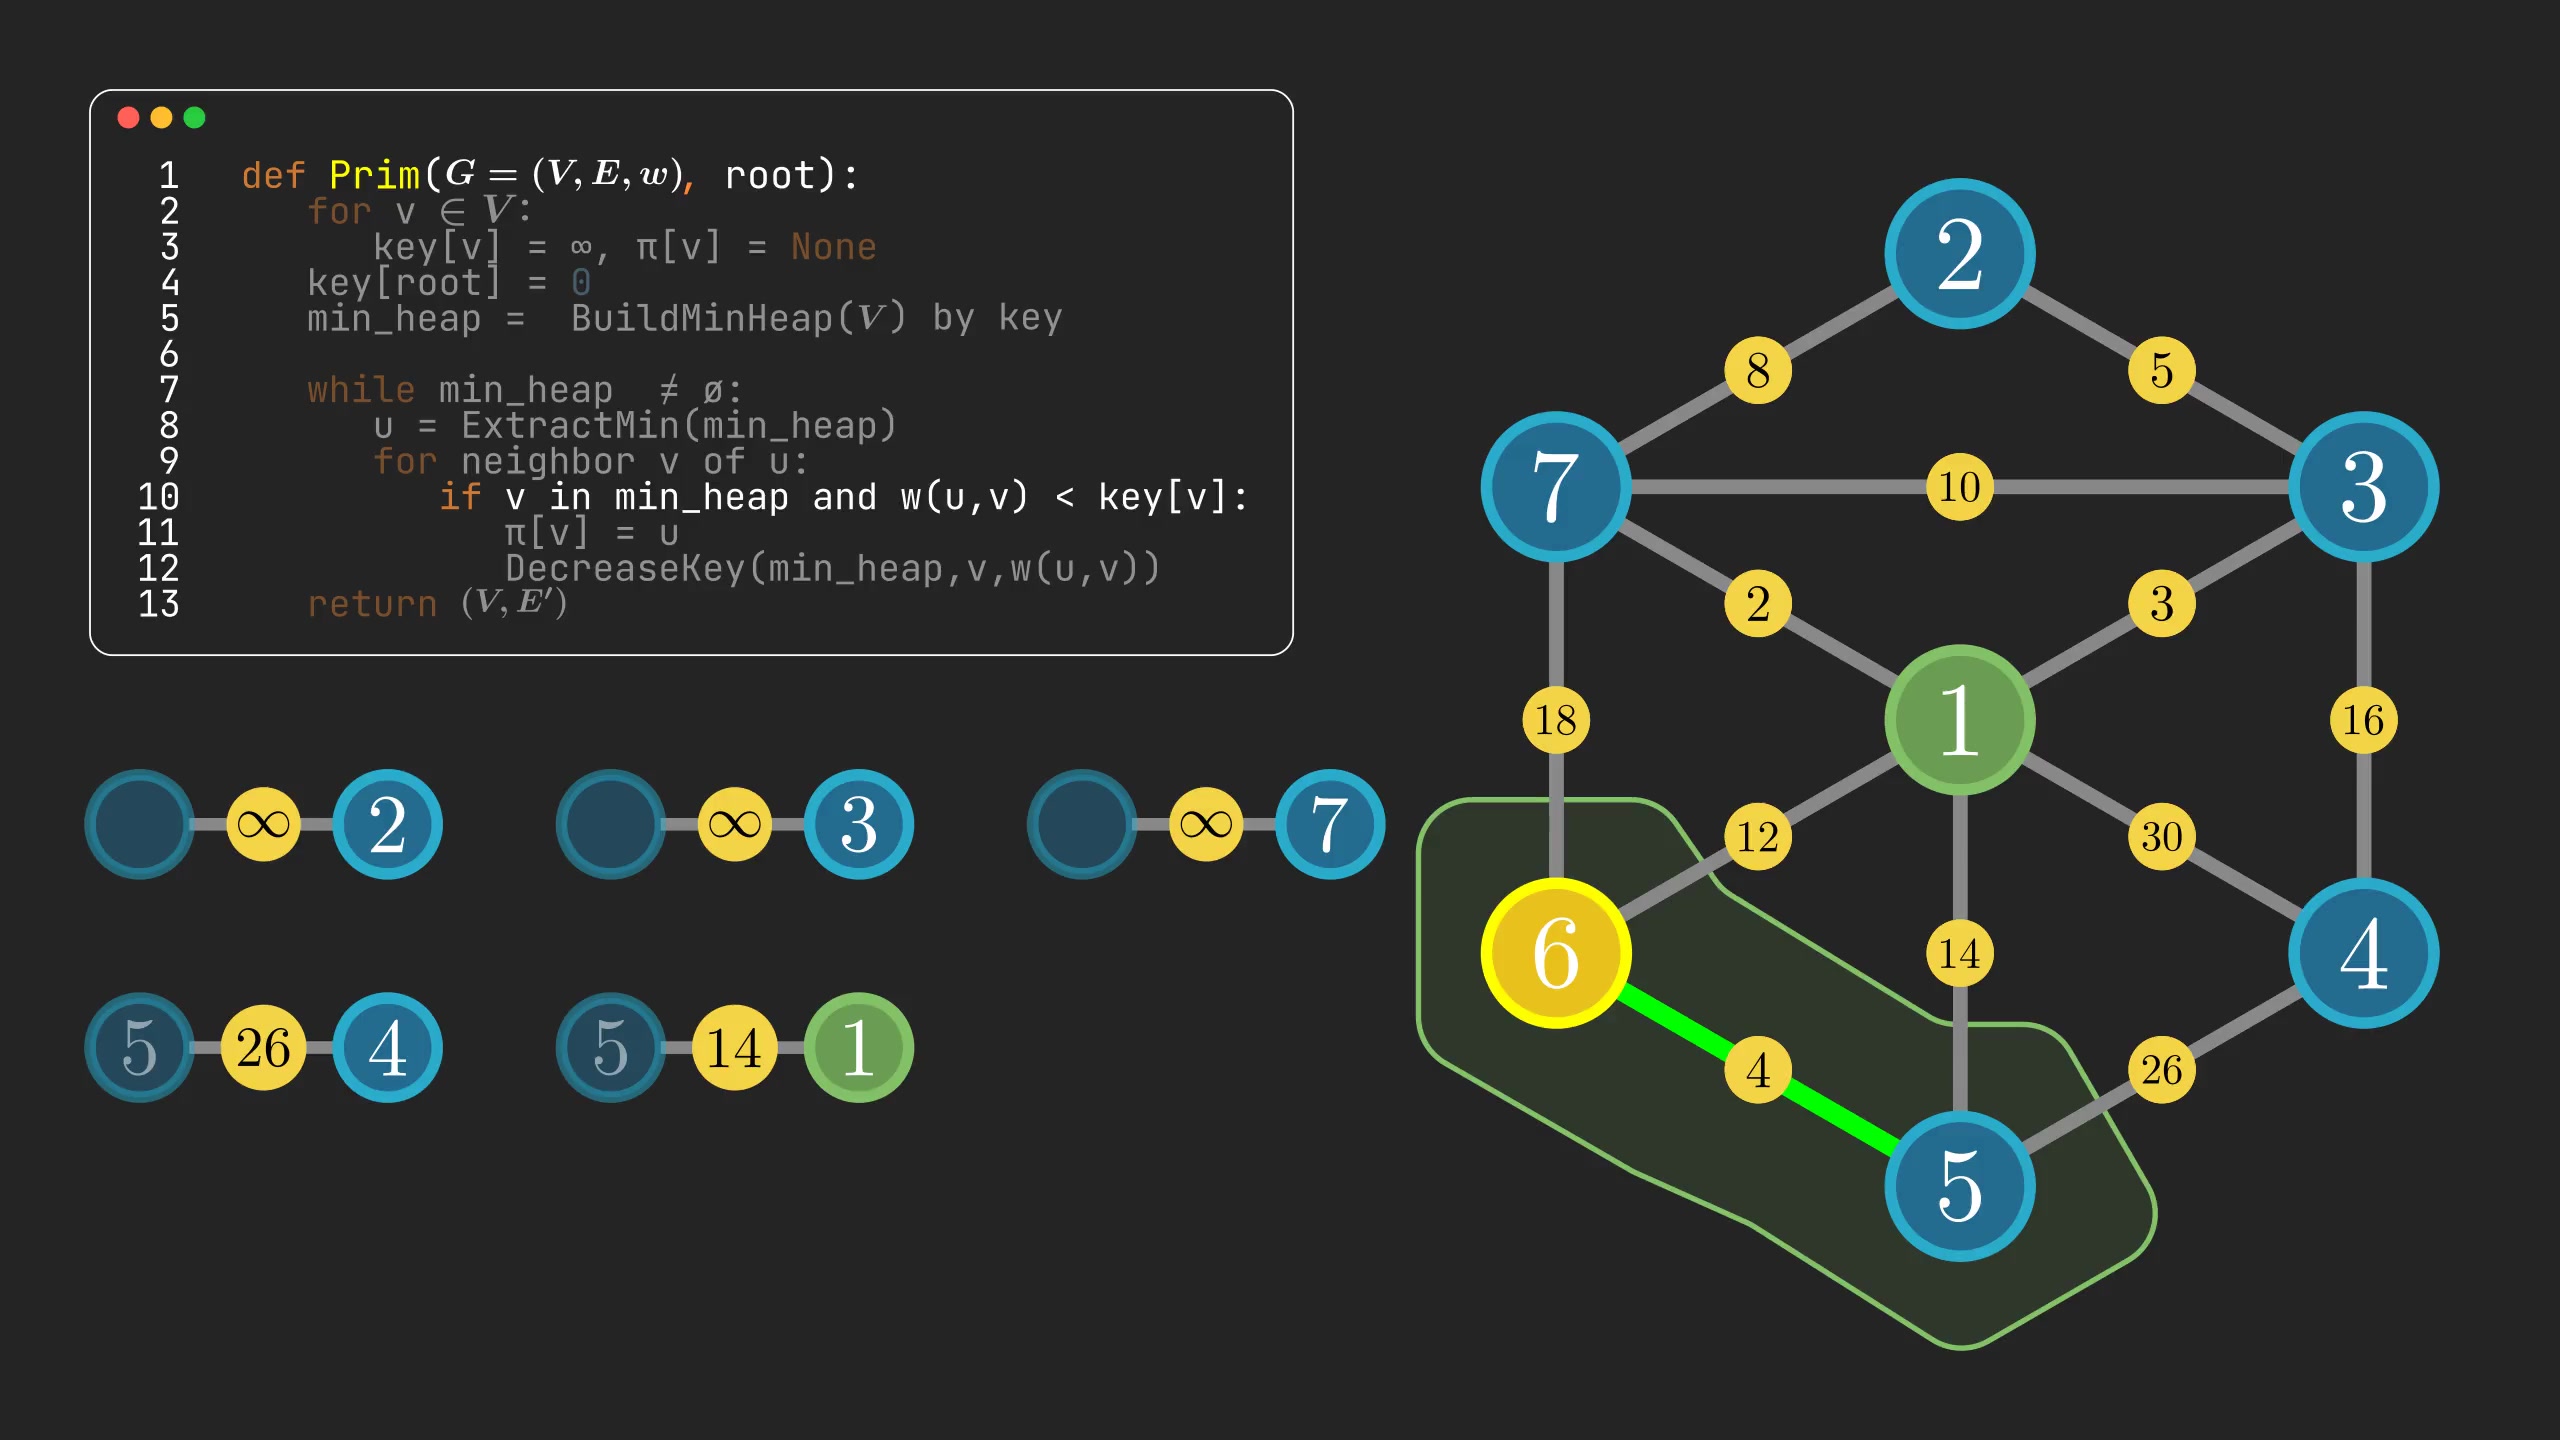 1 def Prim(G = (V, E, w), root):
2 for v ∈ V:
3 key[v] = ∞, π[v] = None
4 key[root] = 0
5 min_heap = BuildMinHeap(V) by key
6
7 while min_heap ≠ ø:
8 u = ExtractMin(min_heap)
9 for neighbor v of u:
10 if v in min_heap and w(u,v) < key[v]:
11 π[v] = u
12 DecreaseKey(min_heap,v,w(u,v))
13 return (V, E′)
∞ 2
∞ 3
∞ 7
5 26 4
5 14 1
2
8
5
7
10
3
2
3
1
18
16
12
30
6
14
4
4
26
5